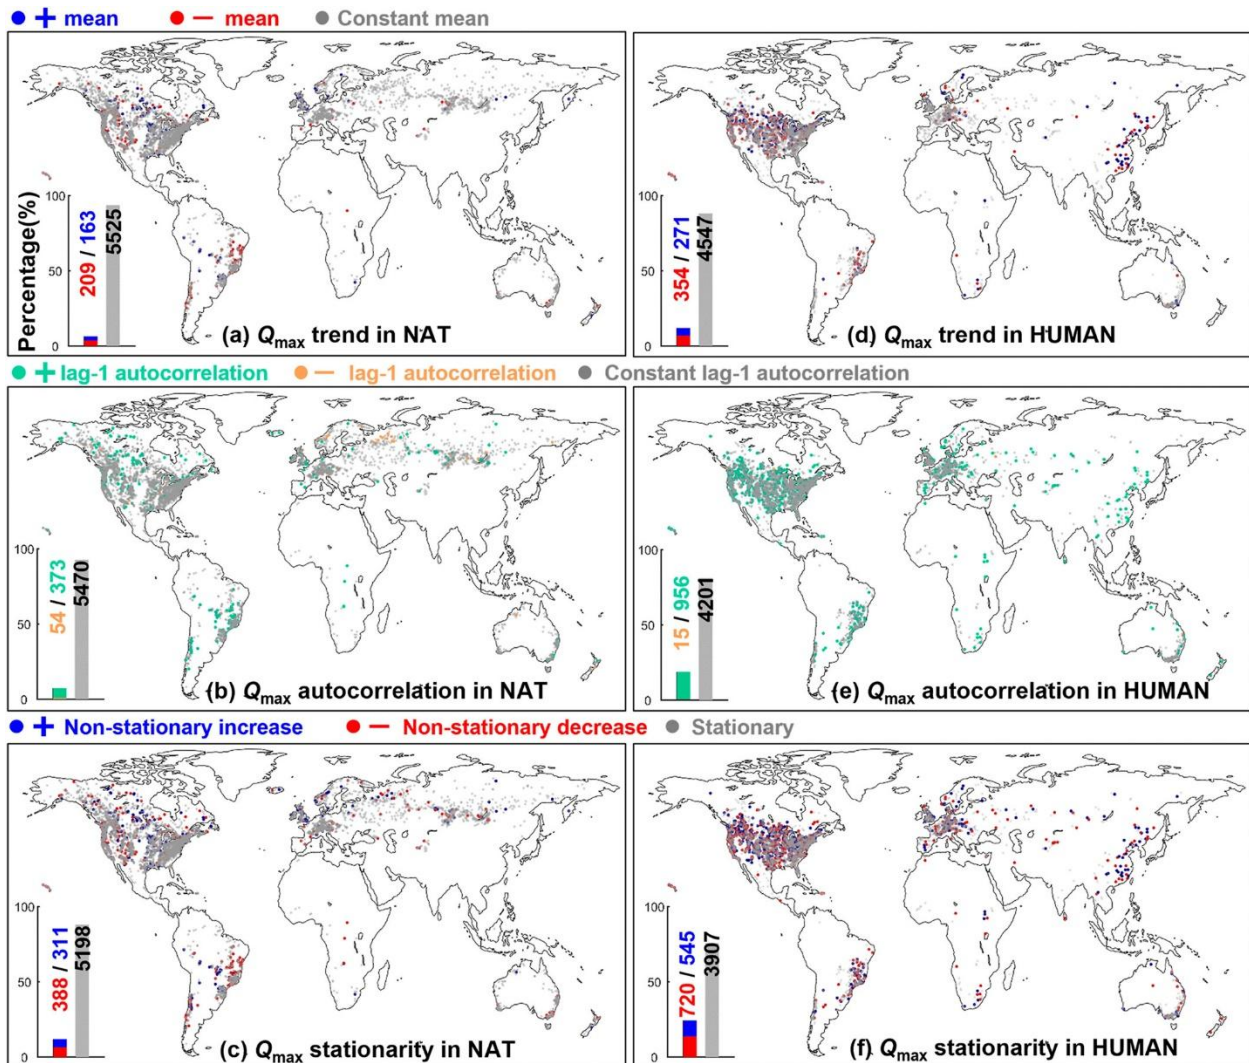 + mean − mean Constant mean
Percentage(%)
100
50
0
209 / 163
5525
(a) Qmax trend in NAT
100
50
0
354 / 271
4547
(d) Qmax trend in HUMAN
+ lag-1 autocorrelation − lag-1 autocorrelation Constant lag-1 autocorrelation
100
50
0
54 / 373
5470
(b) Qmax autocorrelation in NAT
100
50
0
15 / 956
4201
(e) Qmax autocorrelation in HUMAN
+ Non-stationary increase − Non-stationary decrease Stationary
100
50
0
388 / 311
5198
(c) Qmax stationarity in NAT
100
50
0
720 / 545
3907
(f) Qmax stationarity in HUMAN